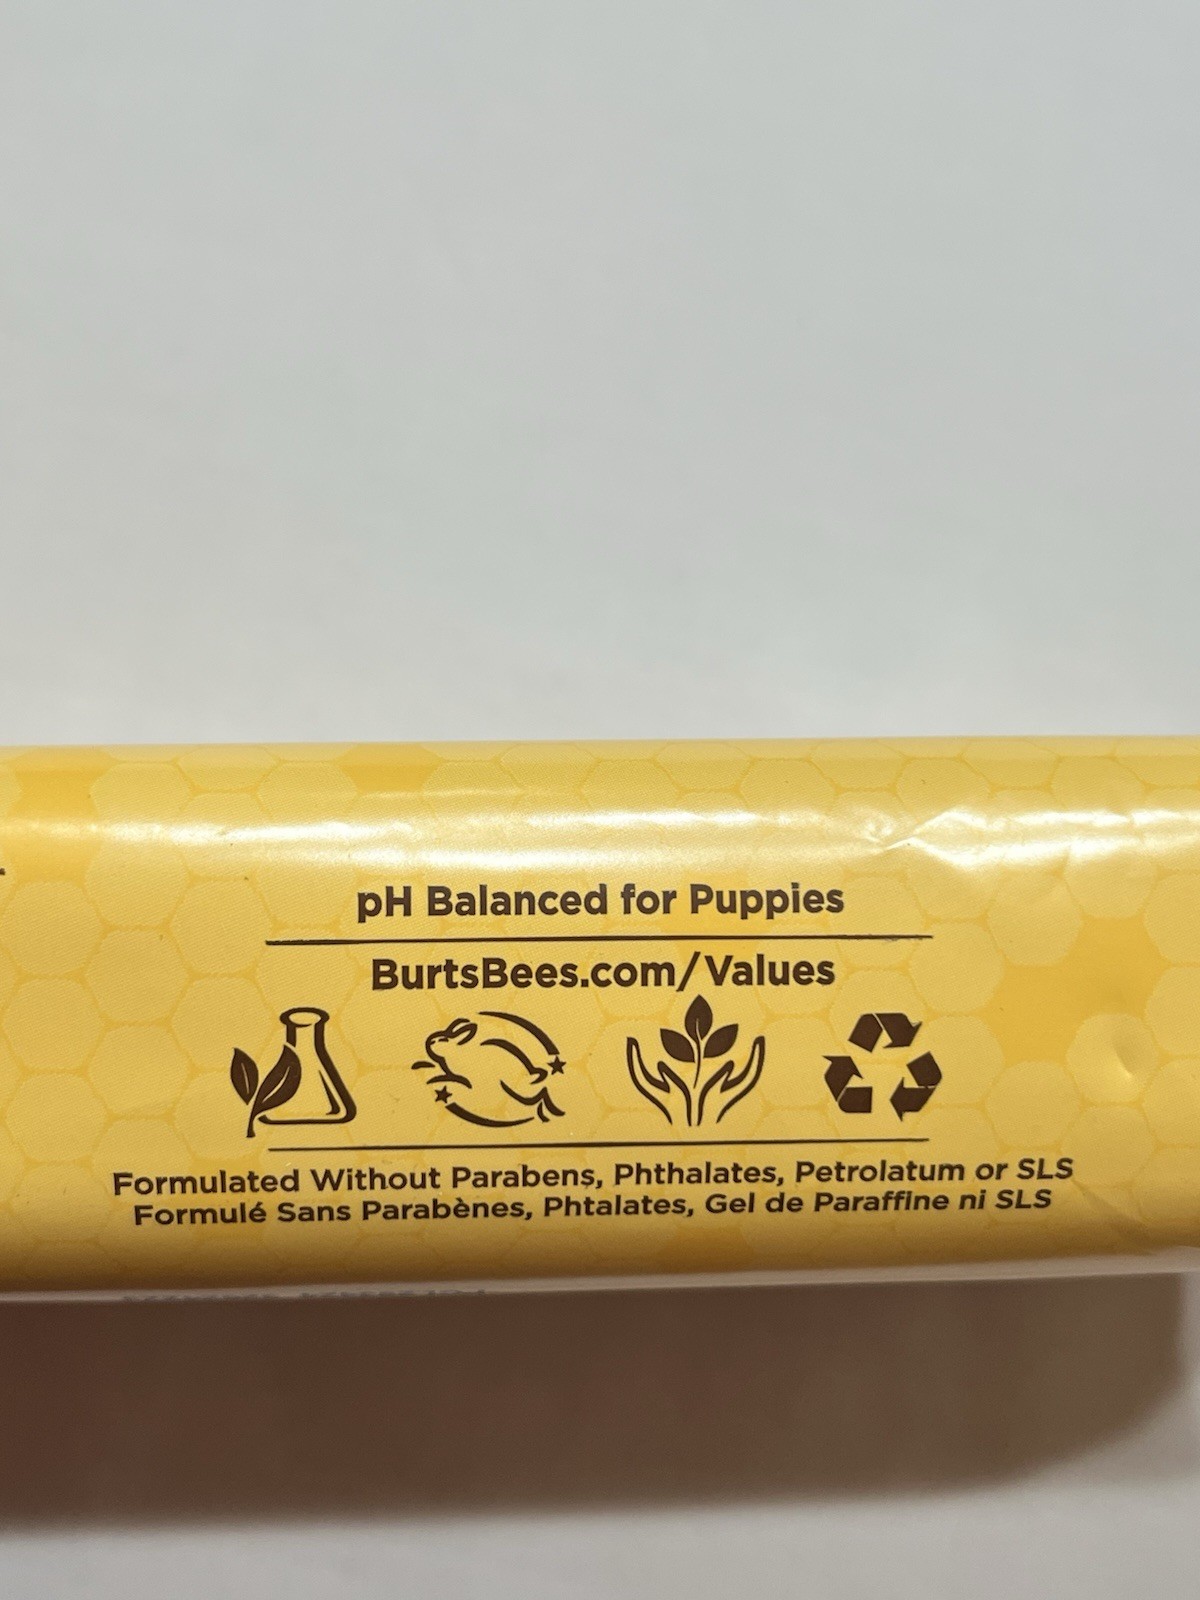 pH Balanced for Puppies
BurtsBees.com/Values
Formulated Without Parabens, Phthalates, Petrolatum or SLS
Formulé Sans Parabènes, Phtalates, Gel de Paraffine ni SLS